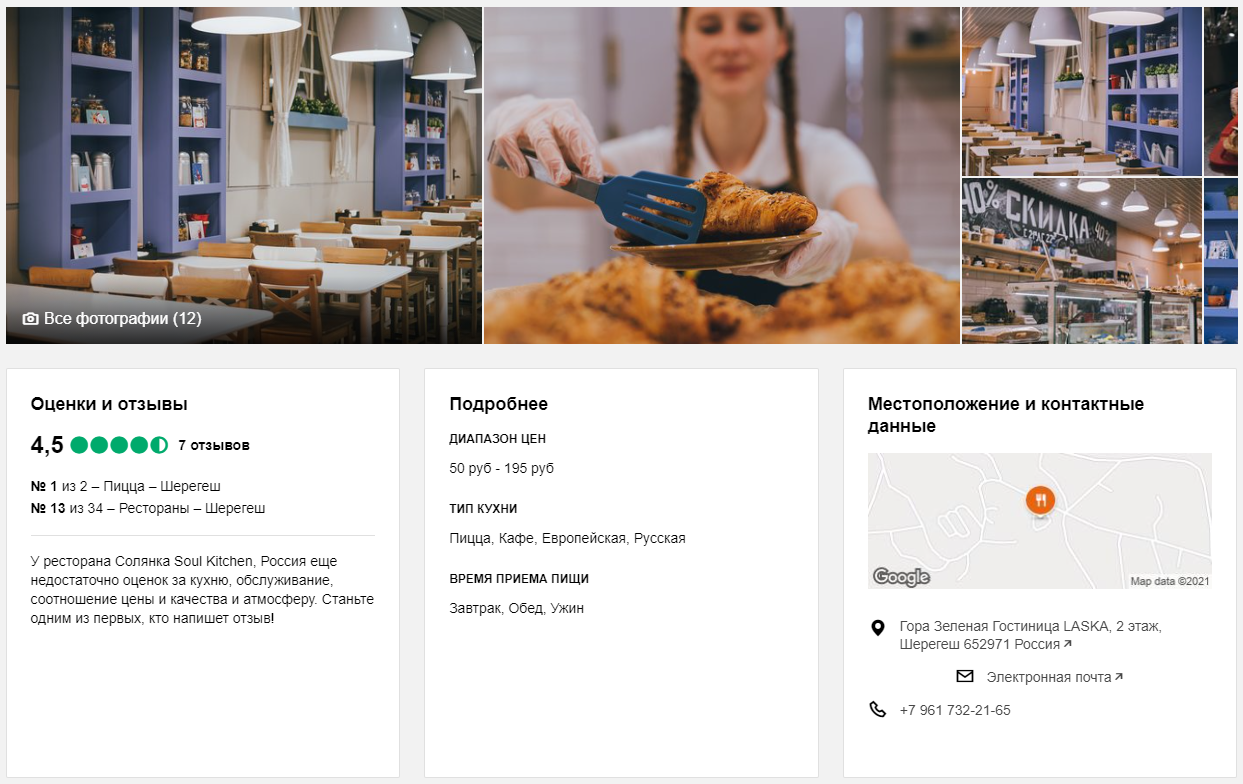 40% СКИДКА 40%
Все фотографии (12)
Оценки и отзывы
4,5 7 отзывов
№ 1 из 2 – Пицца – Шерегеш
№ 13 из 34 – Рестораны – Шерегеш
У ресторана Солянка Soul Kitchen, Россия еще
недостаточно оценок за кухню, обслуживание,
соотношение цены и качества и атмосферу. Станьте
одним из первых, кто напишет отзыв!
Подробнее
ДИАПАЗОН ЦЕН
50 руб - 195 руб
ТИП КУХНИ
Пицца, Кафе, Европейская, Русская
ВРЕМЯ ПРИЕМА ПИЩИ
Завтрак, Обед, Ужин
Местоположение и контактные
данные
Google
Map data ©2021
Гора Зеленая Гостиница LASKA, 2 этаж,
Шерегеш 652971 Россия
Электронная почта
+7 961 732-21-65